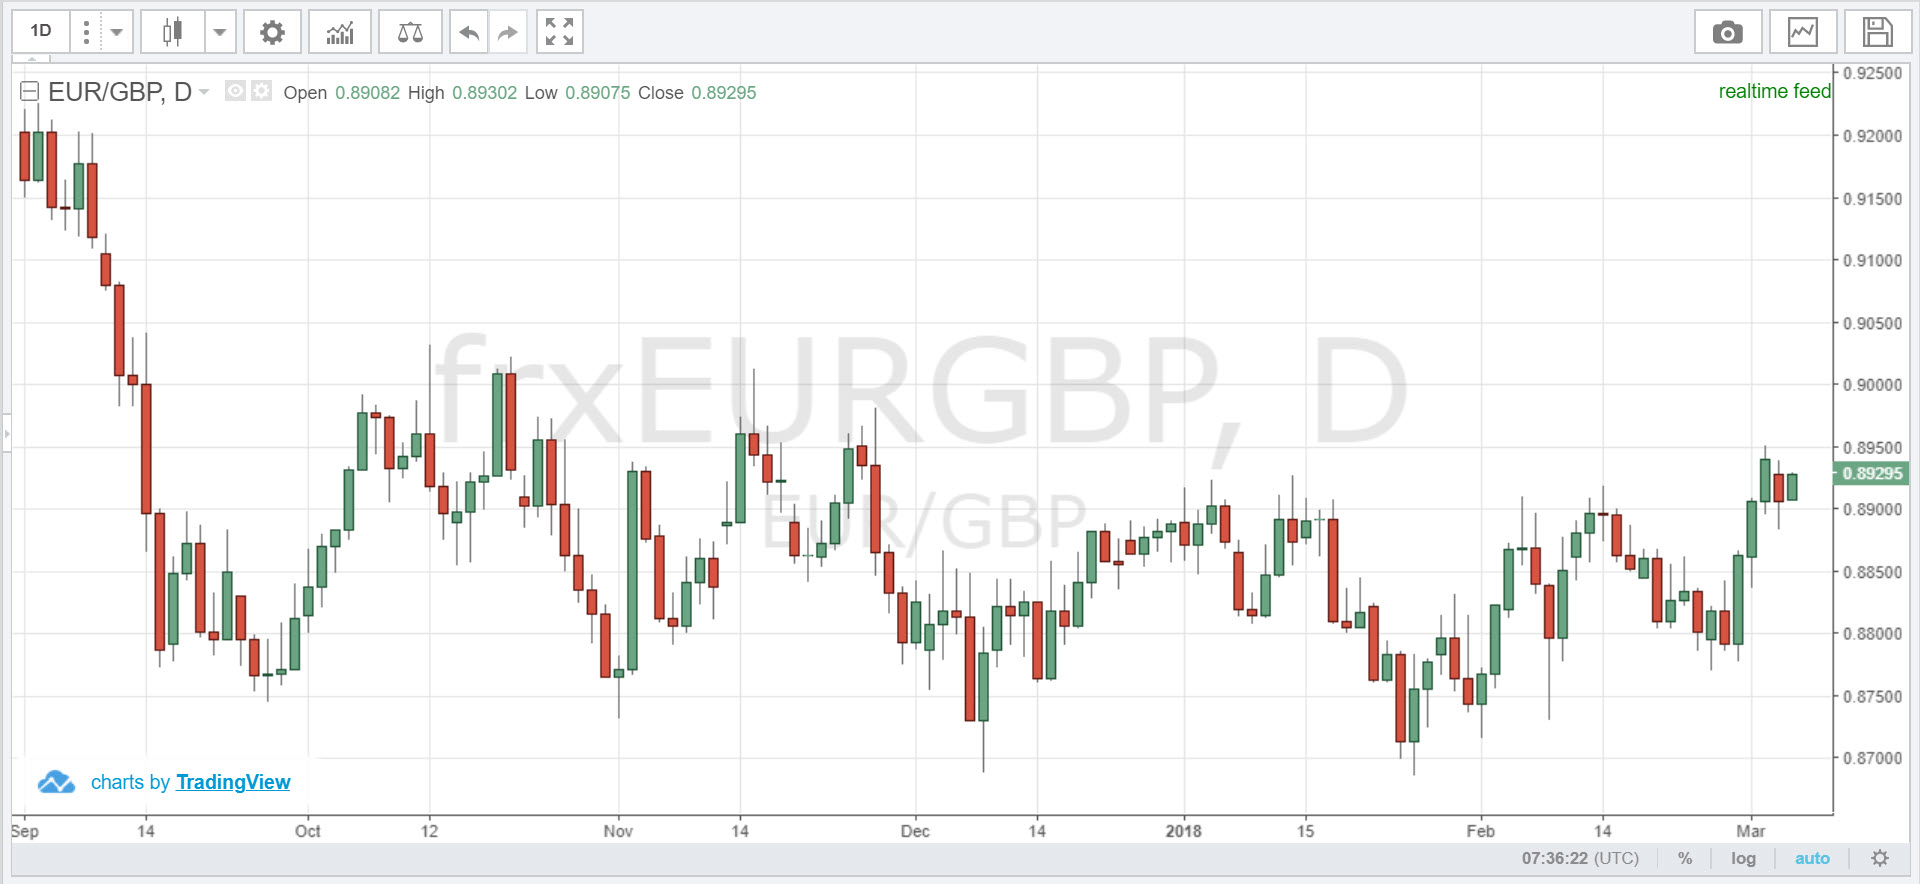 1D
EUR/GBP, D Open 0.89082 High 0.89302 Low 0.89075 Close 0.89295
realtime feed
frxEURGBP, D
EUR/GBP
0.92500
0.92000
0.91500
0.91000
0.90500
0.90000
0.89500
0.89295
0.89000
0.88500
0.88000
0.87500
0.87000
charts by TradingView
Sep 14 Oct 12 Nov 14 Dec 14 2018 15 Feb 14 Mar
07:36:22 (UTC) % log auto